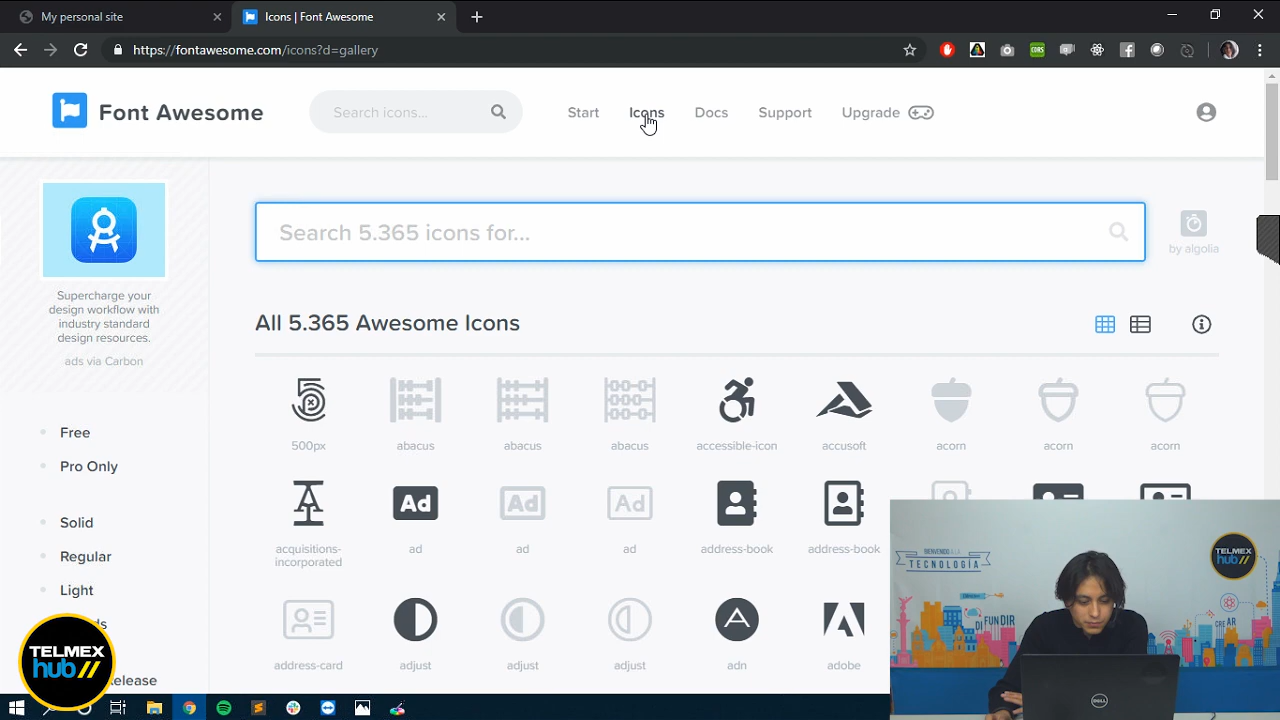 My personal site
Icons | Font Awesome
https://fontawesome.com/icons?d=gallery
Font Awesome
Search icons...
Start
Icons
Docs
Support
Upgrade
Supercharge your
design workflow with
industry standard
design resources.
ads via Carbon
Search 5.365 icons for...
by algolia
All 5.365 Awesome Icons
500px
abacus
abacus
abacus
accessible-icon
accusoft
acorn
acorn
acorn
Free
Pro Only
Solid
Regular
Light
Ad
Ad
Ad
acquisitions-
incorporated
ad
ad
ad
address-book
address-book
address-card
adjust
adjust
adjust
adn
adobe
TELMEX
hub
BIENVENIDO A LA
TECNOLOGÍA
DIFUNDIR
CREAR
TELMEX
hub
DELL